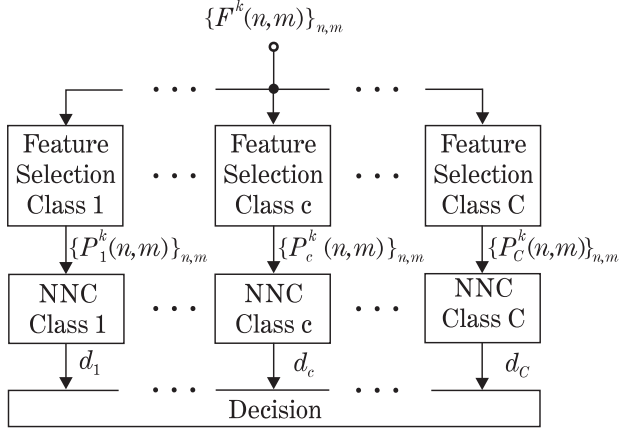 {F^k(n,m)}_{n,m}
Feature Selection Class 1
Feature Selection Class c
Feature Selection Class C
{P_1^k(n,m)}_{n,m}
{P_c^k (n,m) }_{n,m}
{P_C^k(n,m)}_{n,m}
NNC Class 1
NNC Class c
NNC Class C
d_1
d_c
d_C
Decision